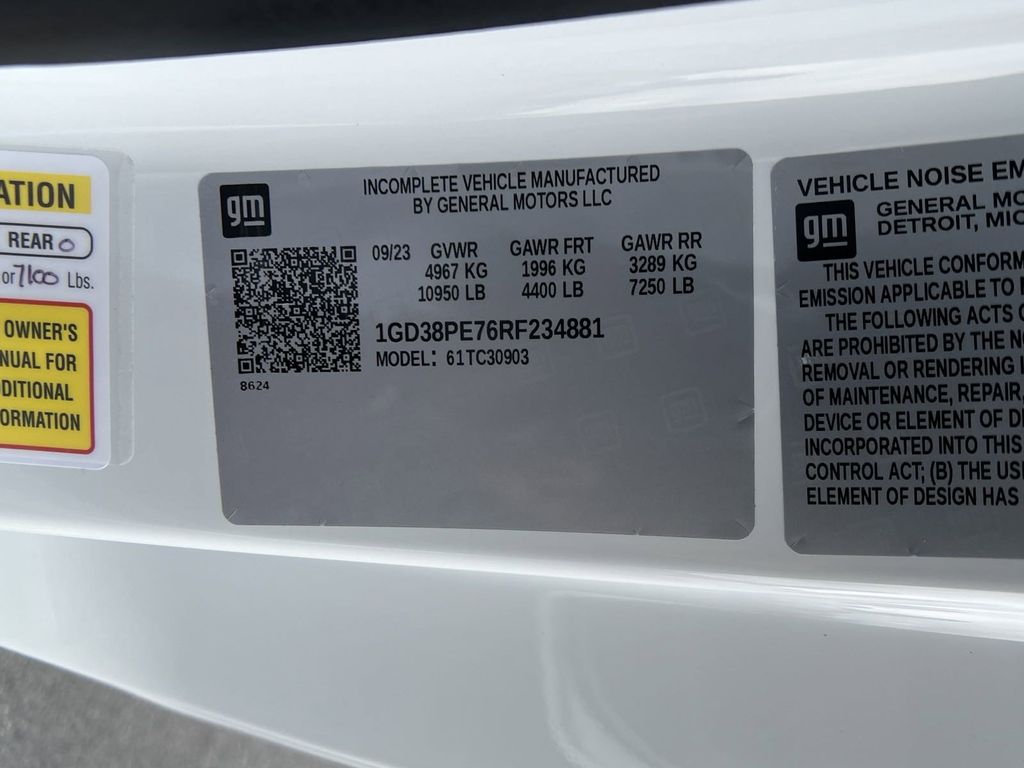 ATION
REAR 0
or 7100 Lbs.
OWNER'S
NUAL FOR
DITIONAL
ORMATION
gm
INCOMPLETE VEHICLE MANUFACTURED
BY GENERAL MOTORS LLC
09/23 GVWR GAWR FRT GAWR RR
4967 KG 1996 KG 3289 KG
10950 LB 4400 LB 7250 LB
1GD38PE76RF234881
MODEL: 61TC30903
8624
VEHICLE NOISE EM
gm
GENERAL MO
DETROIT, MIC
THIS VEHICLE CONFORM
EMISSION APPLICABLE TO
THE FOLLOWING ACTS
ARE PROHIBITED BY THE NO
REMOVAL OR RENDERING
OF MAINTENANCE, REPAIR,
DEVICE OR ELEMENT OF DE
INCORPORATED INTO THIS
CONTROL ACT; (B) THE USE
ELEMENT OF DESIGN HAS